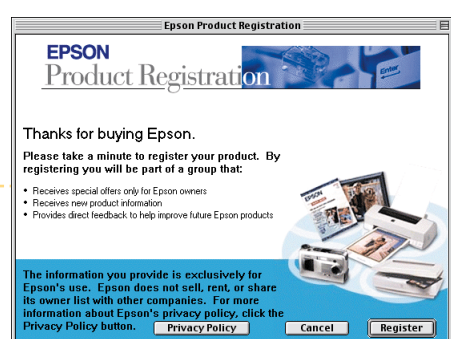 Epson Product Registration
EPSON
Product Registration
Enter
Thanks for buying Epson.
Please take a minute to register your product. By
registering you will be part of a group that:
• Receives special offers only for Epson owners
• Receives new product information
• Provides direct feedback to help improve future Epson products
EPSON
The information you provide is exclusively for
Epson's use. Epson does not sell, rent, or share
its owner list with other companies. For more
information about Epson's privacy policy, click the
Privacy Policy button. Privacy Policy Cancel Register